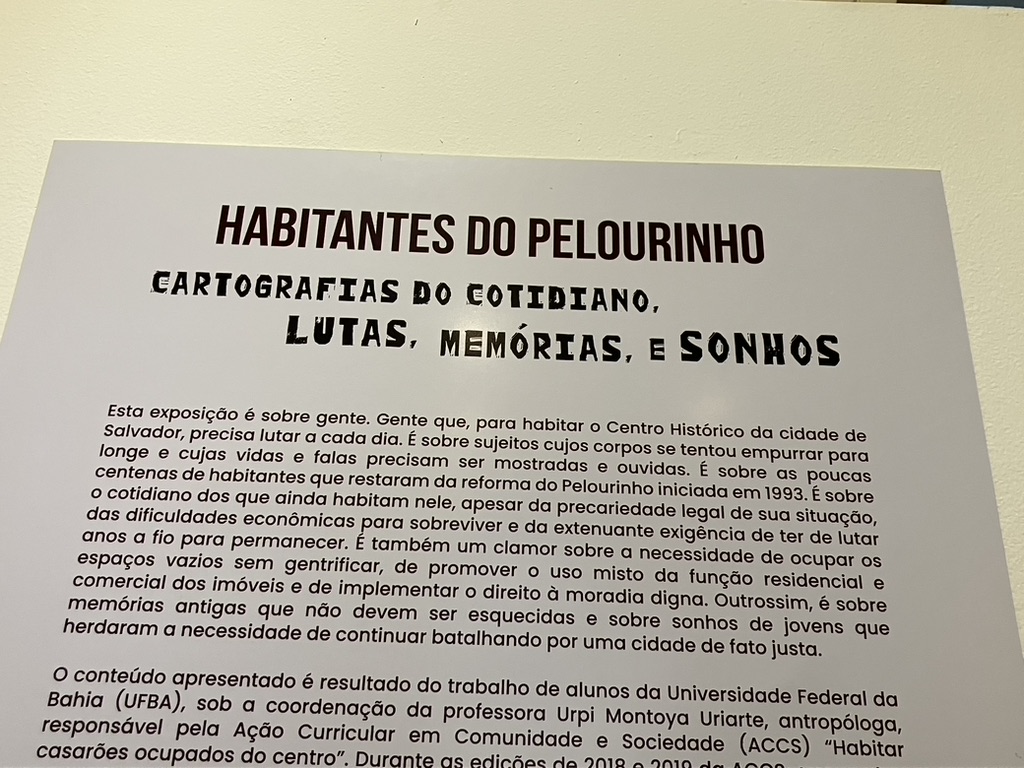 HABITANTES DO PELOURINHO
CARTOGRAFIAS DO COTIDIANO,
LUTAS, MEMÓRIAS, E SONHOS
Esta exposição é sobre gente. Gente que, para habitar o Centro Histórico da cidade de
Salvador, precisa lutar a cada dia. É sobre sujeitos cujos corpos se tentou empurrar para
longe e cujas vidas e falas precisam ser mostradas e ouvidas. É sobre as poucas
centenas de habitantes que restaram da reforma do Pelourinho iniciada em 1993. É sobre
o cotidiano dos que ainda habitam nele, apesar da precariedade legal de sua situação,
das dificuldades econômicas para sobreviver e da extenuante exigência de ter de lutar
anos a fio para permanecer. É também um clamor sobre a necessidade de ocupar os
espaços vazios sem gentrificar, de promover o uso misto da função residencial e
comercial dos imóveis e de implementar o direito à moradia digna. Outrossim, é sobre
memórias antigas que não devem ser esquecidas e sobre sonhos de jovens que
herdaram a necessidade de continuar batalhando por uma cidade de fato justa.
O conteúdo apresentado é resultado do trabalho de alunos da Universidade Federal da
Bahia (UFBA), sob a coordenação da professora Urpi Montoya Uriarte, antropóloga,
responsável pela Ação Curricular em Comunidade e Sociedade (ACCS) "Habitar
casarões ocupados do centro". Durante as edições de 2018 e 2019 da ACCS